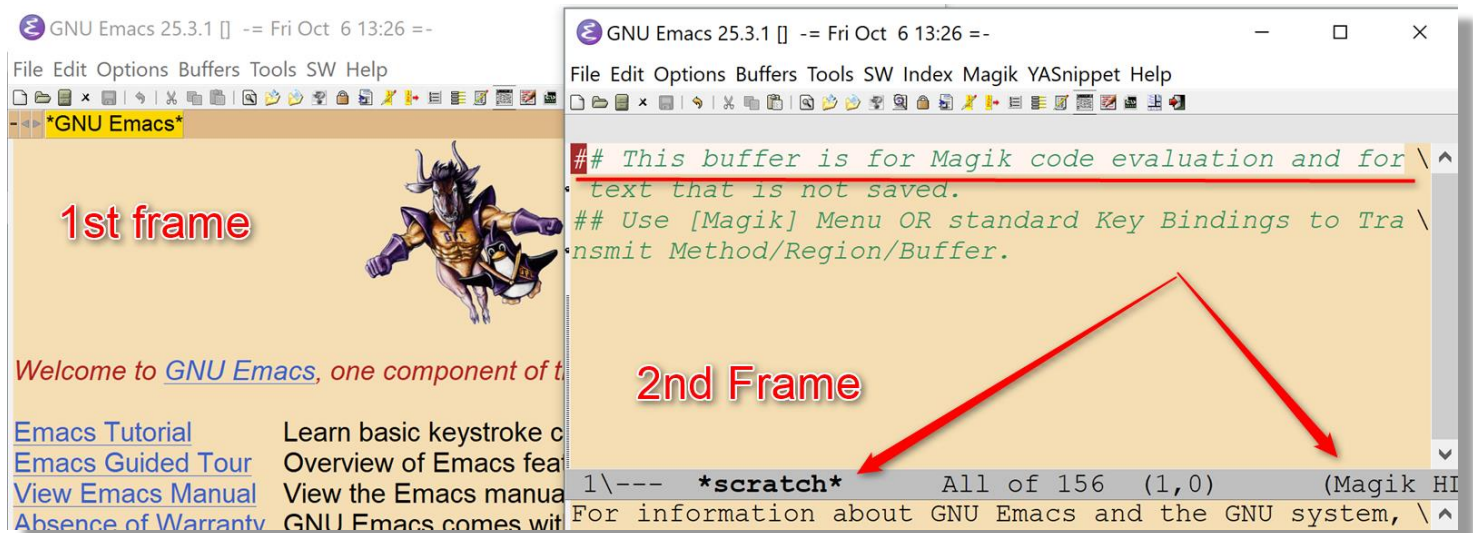 GNU Emacs 25.3.1 [] -= Fri Oct 6 13:26 =-
File Edit Options Buffers Tools SW Help
*GNU Emacs*
1st frame
Welcome to GNU Emacs, one component of t
Emacs Tutorial Learn basic keystroke c
Emacs Guided Tour Overview of Emacs feat
View Emacs Manual View the Emacs manua
Absence of Warranty GNU Emacs comes wit
GNU Emacs 25.3.1 [] -= Fri Oct 6 13:26 =-
File Edit Options Buffers Tools SW Index Magik YASnippet Help
## This buffer is for Magik code evaluation and for \
text that is not saved.
## Use [Magik] Menu OR standard Key Bindings to Tra \
nsmit Method/Region/Buffer.
2nd Frame
1\--- *scratch* All of 156 (1,0) (Magik HI
For information about GNU Emacs and the GNU system, \